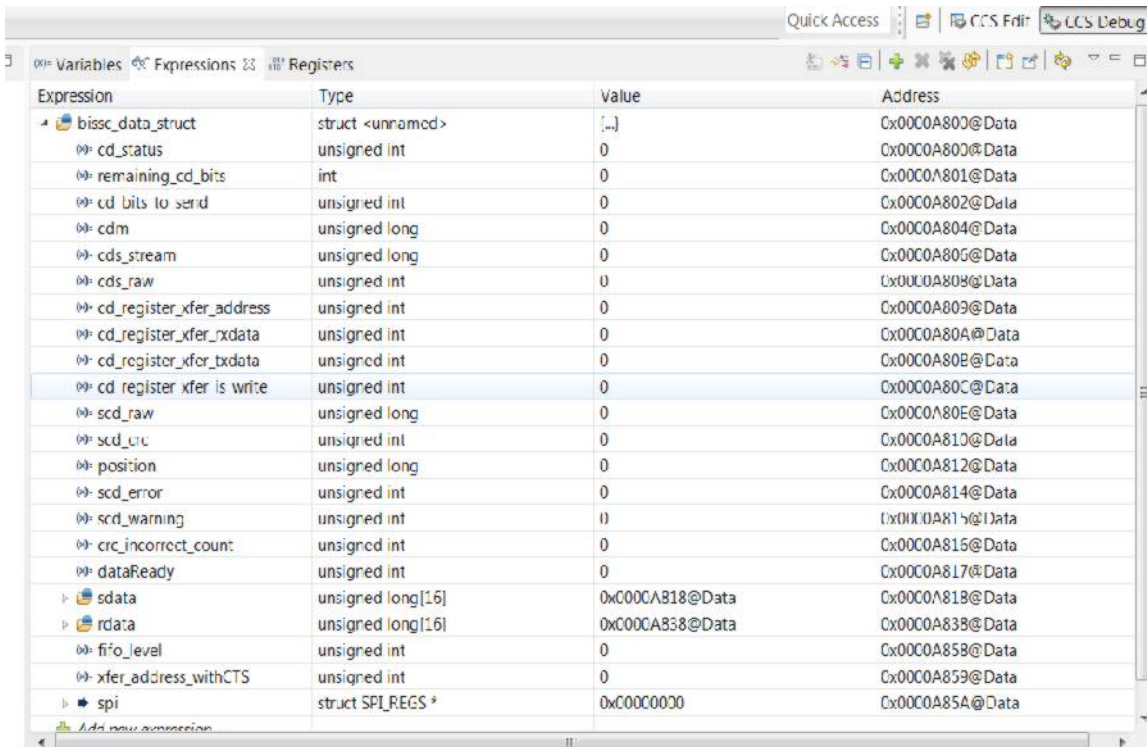 Quick Access CCS Edit CCS Debug
(x)= Variables Expressions Registers
Expression Type Value Address
bissc_data_struct struct <unnamed> {...} 0x0000A800@Data
(x)= cd_status unsigned int 0 0x0000A800@Data
(x)= remaining_cd_bits int 0 0x0000A801@Data
(x)= cd_bits_to_send unsigned int 0 0x0000A802@Data
(x)= cdm unsigned long 0 0x0000A804@Data
(x)= cds_stream unsigned long 0 0x0000A806@Data
(x)= cds_raw unsigned int 0 0x0000A808@Data
(x)= cd_register_xfer_address unsigned int 0 0x0000A809@Data
(x)= cd_register_xfer_rxdata unsigned int 0 0x0000A80A@Data
(x)= cd_register_xfer_txdata unsigned int 0 0x0000A80B@Data
(x)= cd_register_xfer_is_write unsigned int 0 0x0000A80C@Data
(x)= scd_raw unsigned long 0 0x0000A80E@Data
(x)= scd_crc unsigned int 0 0x0000A810@Data
(x)= position unsigned long 0 0x0000A812@Data
(x)= scd_error unsigned int 0 0x0000A814@Data
(x)= scd_warning unsigned int 0 0x0000A815@Data
(x)= crc_incorrect_count unsigned int 0 0x0000A816@Data
(x)= dataReady unsigned int 0 0x0000A817@Data
sdata unsigned long[16] 0x0000A818@Data 0x0000A818@Data
rdata unsigned long[16] 0x0000A838@Data 0x0000A838@Data
(x)= fifo_level unsigned int 0 0x0000A858@Data
(x)= xfer_address_withCTS unsigned int 0 0x0000A859@Data
spi struct SPI_REGS * 0x00000000 0x0000A85A@Data
Add new expression